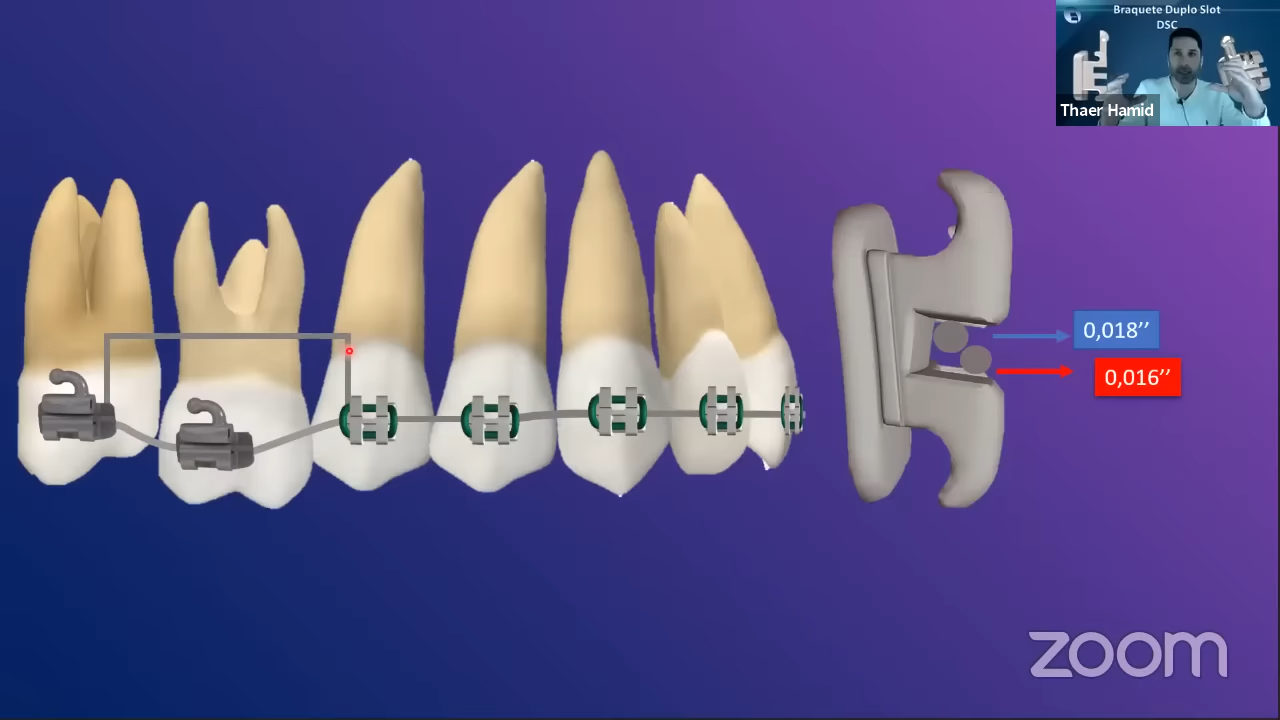 Braquete Duplo Slot
DSC
Thaer Hamid
0,018’’
0,016’’
zoom